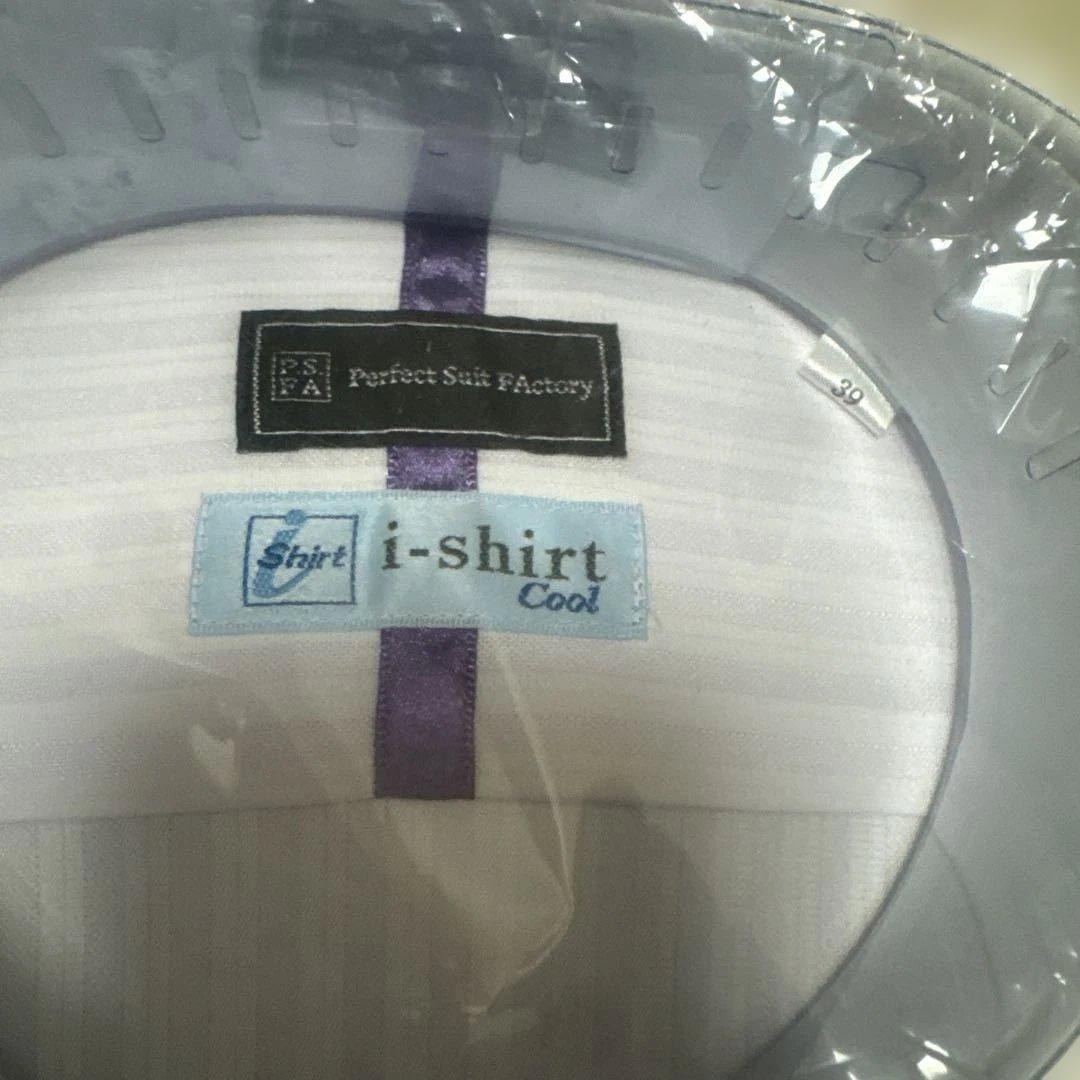 P.S.
FA
Perfect Suit FActory
39
i Shirt
i-shirt
Cool